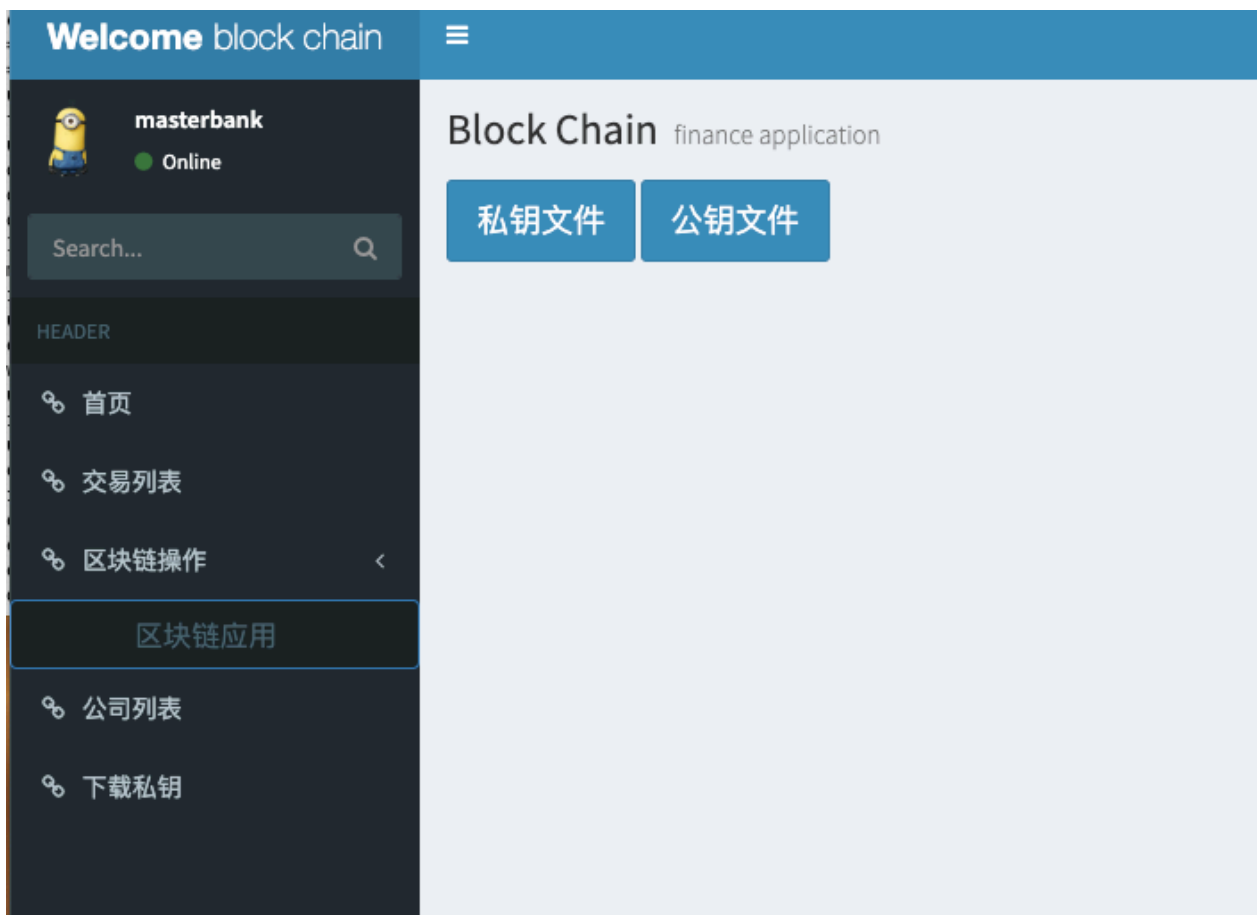 Welcome block chain
masterbank
Online
Search...
HEADER
首页
交易列表
区块链操作
区块链应用
公司列表
下载私钥
Block Chain finance application
私钥文件 公钥文件